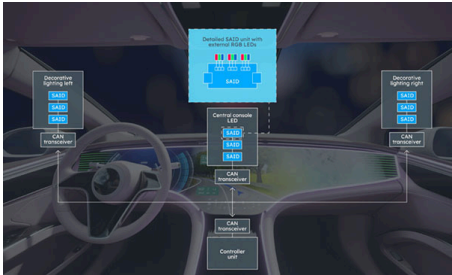 Detailed SAID unit with
external RGB LEDs
SAID
Decorative
lighting left
SAID
SAID
SAID
CAN
transceiver
Central console
LED
SAID
SAID
SAID
CAN
transceiver
Decorative
lighting right
SAID
SAID
SAID
CAN
transceiver
CAN
transceiver
Controller
unit